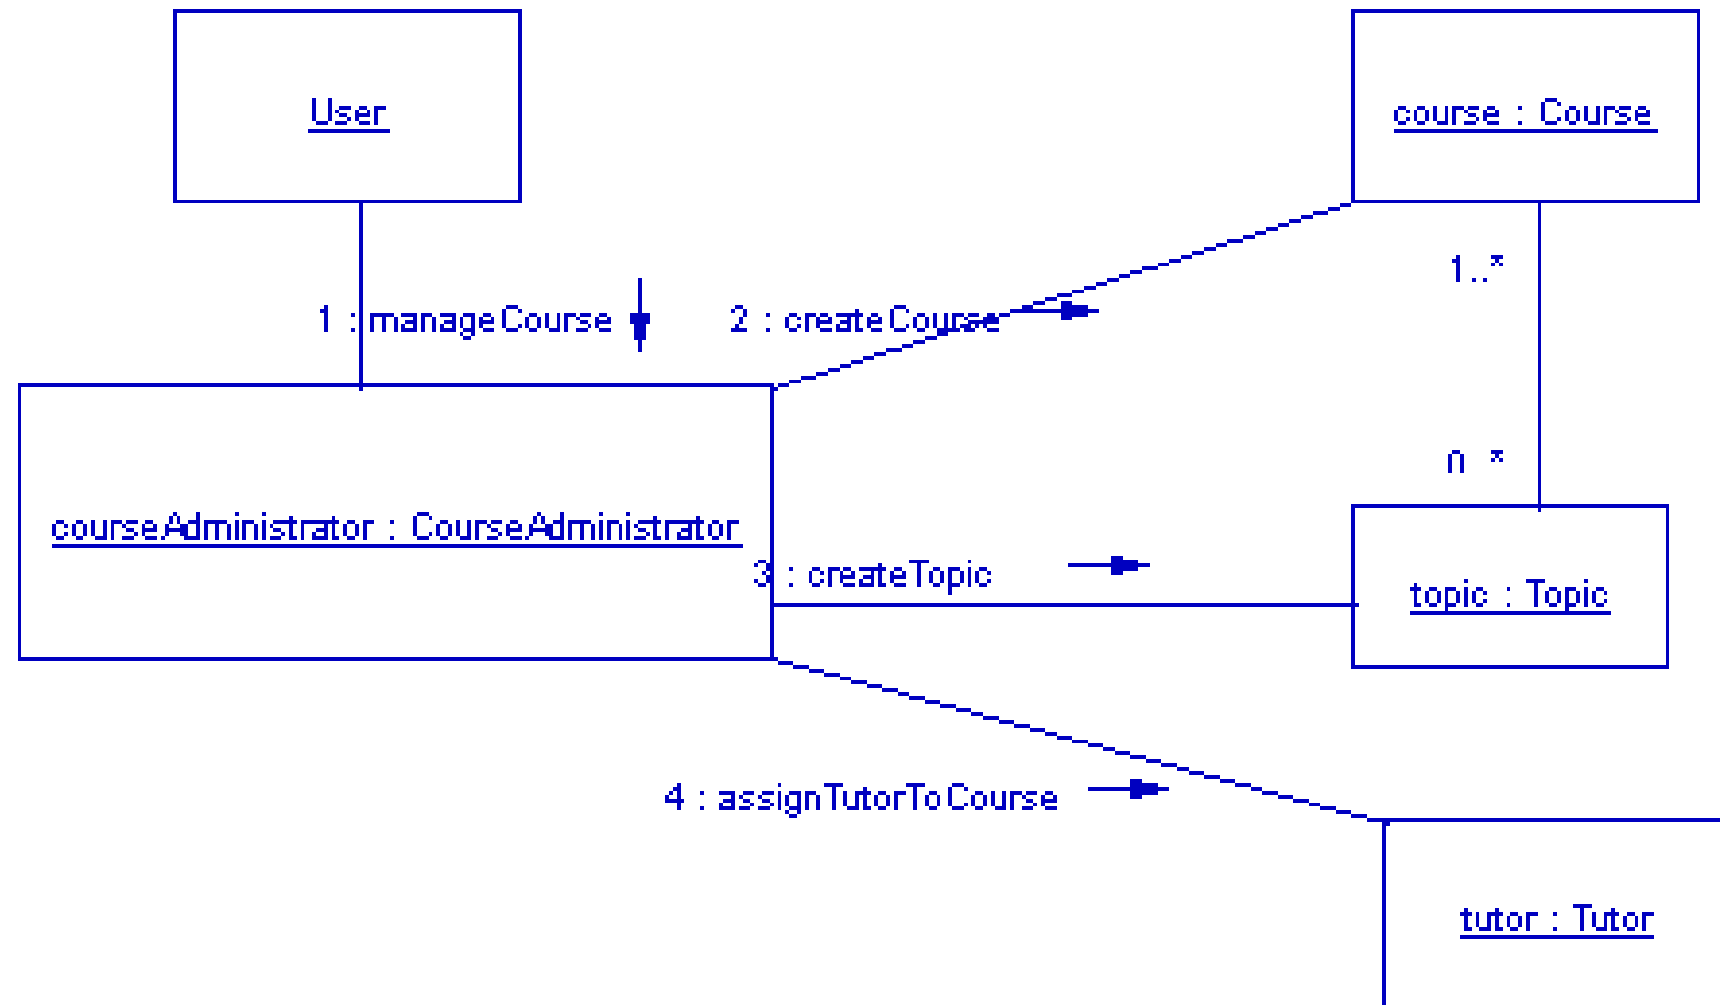 User
course : Course
1..*
1 : manageCourse
2 : createCourse
0..*
courseAdministrator : CourseAdministrator
3 : createTopic
topic : Topic
4 : assignTutorToCourse
tutor : Tutor